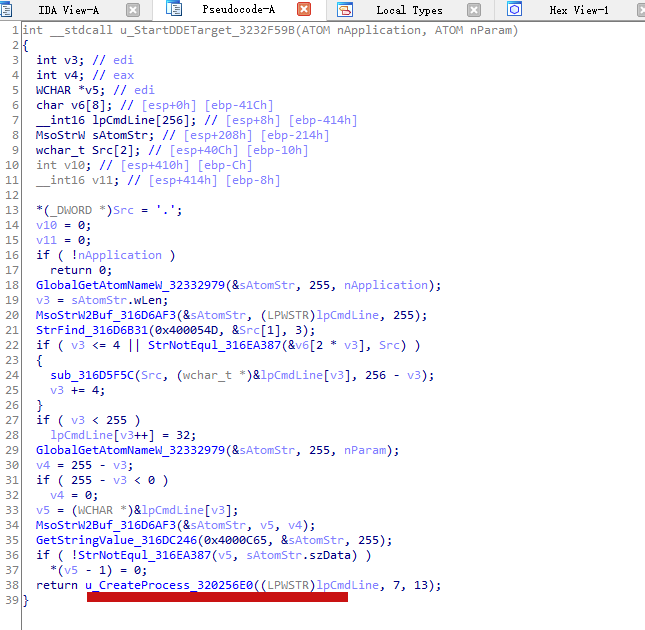 IDA View-A Pseudocode-A Local Types Hex View-1
1 int __stdcall u_StartDDETarget_3232F59B(ATOM nApplication, ATOM nParam)
2 {
3 int v3; // edi
4 int v4; // eax
5 WCHAR *v5; // edi
6 char v6[8]; // [esp+0h] [ebp-41Ch]
7 __int16 lpCmdLine[256]; // [esp+8h] [ebp-414h]
8 MsoStrW sAtomStr; // [esp+208h] [ebp-214h]
9 wchar_t Src[2]; // [esp+40Ch] [ebp-10h]
10 int v10; // [esp+410h] [ebp-Ch]
11 __int16 v11; // [esp+414h] [ebp-8h]
12
13 *(_DWORD *)Src = '.';
14 v10 = 0;
15 v11 = 0;
16 if ( !nApplication )
17 return 0;
18 GlobalGetAtomNameW_32332979(&sAtomStr, 255, nApplication);
19 v3 = sAtomStr.wLen;
20 MsoStrW2Buf_316D6AF3(&sAtomStr, (LPWSTR)lpCmdLine, 255);
21 StrFind_316D6B31(0x400054D, &Src[1], 3);
22 if ( v3 <= 4 || StrNotEqul_316EA387(&v6[2 * v3], Src) )
23 {
24 sub_316D5F5C(Src, (wchar_t *)&lpCmdLine[v3], 256 - v3);
25 v3 += 4;
26 }
27 if ( v3 < 255 )
28 lpCmdLine[v3++] = 32;
29 GlobalGetAtomNameW_32332979(&sAtomStr, 255, nParam);
30 v4 = 255 - v3;
31 if ( 255 - v3 < 0 )
32 v4 = 0;
33 v5 = (WCHAR *)&lpCmdLine[v3];
34 MsoStrW2Buf_316D6AF3(&sAtomStr, v5, v4);
35 GetStringValue_316DC246(0x4000C65, &sAtomStr, 255);
36 if ( !StrNotEqul_316EA387(v5, sAtomStr.szData) )
37 *(v5 - 1) = 0;
38 return u_CreateProcess_320256E0((LPWSTR)lpCmdLine, 7, 13);
39 }